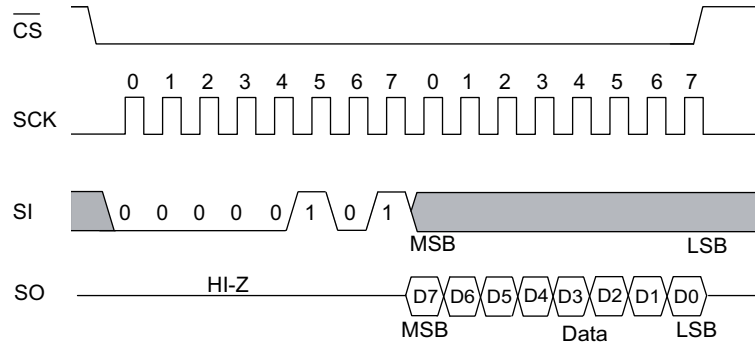 CS
0 1 2 3 4 5 6 7 0 1 2 3 4 5 6 7
SCK
SI 0 0 0 0 0 1 0 1
MSB LSB
HI-Z
SO D7 D6 D5 D4 D3 D2 D1 D0
MSB Data LSB